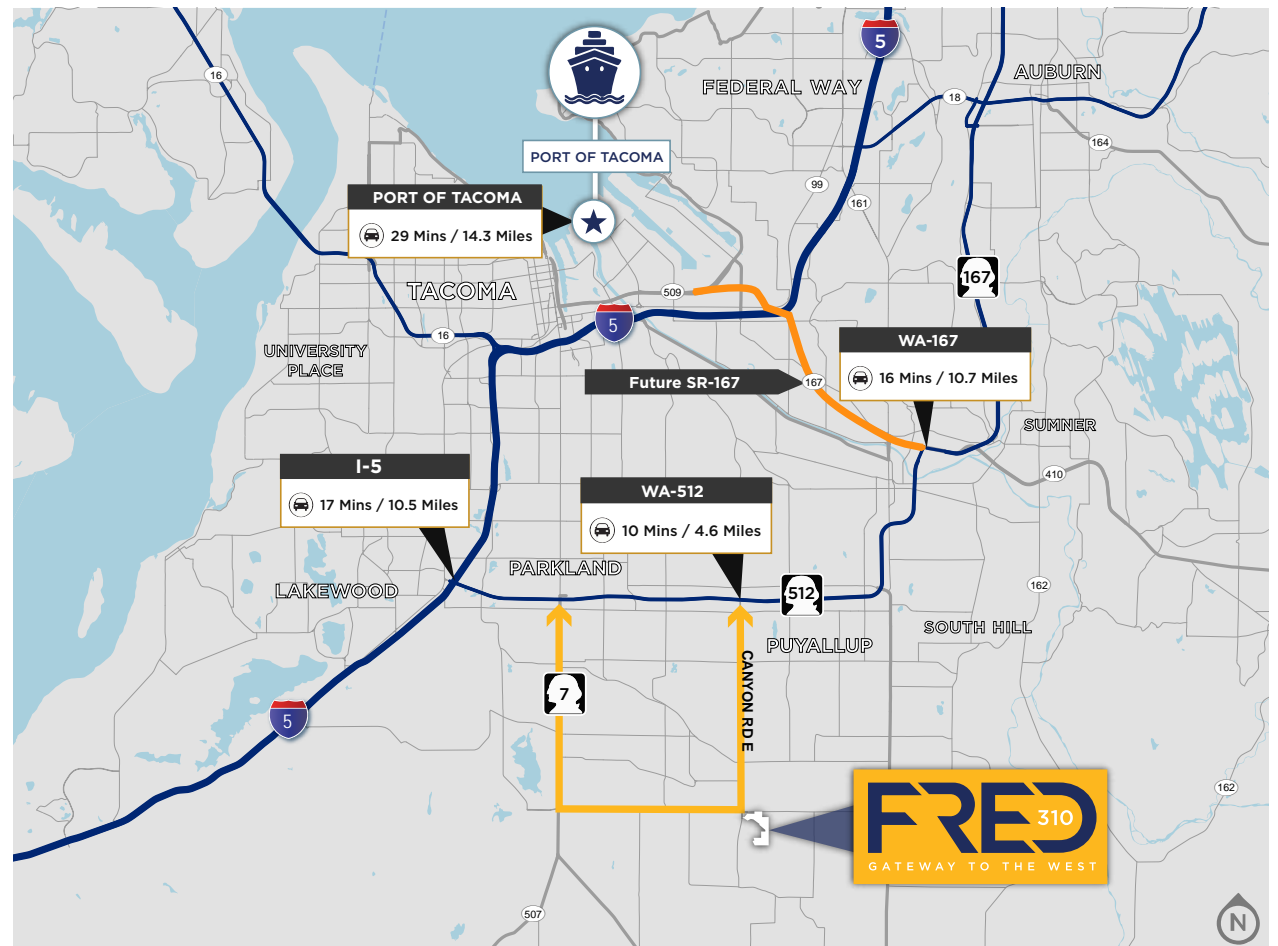 5
AUBURN
16
FEDERAL WAY
18
164
PORT OF TACOMA
99
161
PORT OF TACOMA
29 Mins / 14.3 Miles
167
TACOMA
509
5
16
WA-167
16 Mins / 10.7 Miles
UNIVERSITY
PLACE
Future SR-167
167
SUMNER
I-5
17 Mins / 10.5 Miles
410
WA-512
10 Mins / 4.6 Miles
PARKLAND
LAKEWOOD
512
162
SOUTH HILL
PUYALLUP
CANYON RD E
7
5
162
FRED
310
GATEWAY TO THE WEST
507
N